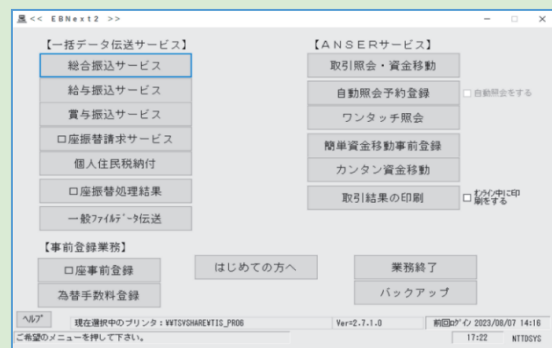 << EBNext2 >>
【一括データ伝送サービス】
総合振込サービス
給与振込サービス
賞与振込サービス
口座振替請求サービス
個人住民税納付
口座振替処理結果
一般ファイルデータ伝送
【ANSERサービス】
取引照会・資金移動
自動照会予約登録
自動照会をする
ワンタッチ照会
簡単資金移動事前登録
カンタン資金移動
取引結果の印刷
オンライン中に印
刷をする
【事前登録業務】
口座事前登録
為替手数料登録
はじめての方へ
業務終了
バックアップ
ヘルプ
現在選択中のプリンタ:¥¥TSVSHARE¥TIS_PRO6
Ver=2.7.1.0
前回ログイン 2023/08/07 14:16
ご希望のメニューを押して下さい。
17:22
NTTDSYS